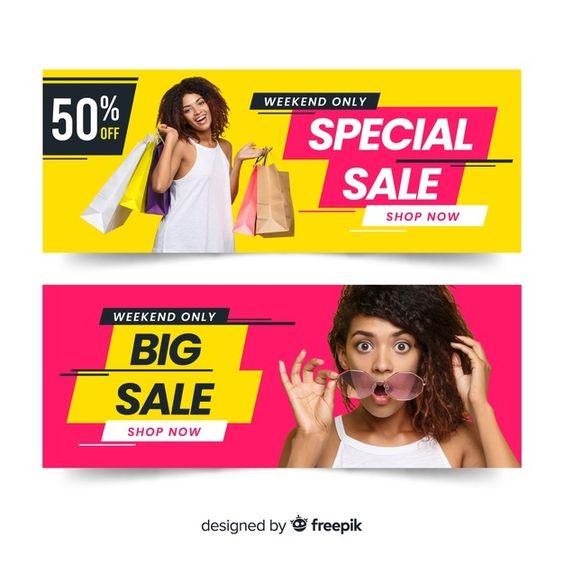 50% OFF
WEEKEND ONLY
SPECIAL
SALE
SHOP NOW
WEEKEND ONLY
BIG
SALE
SHOP NOW
designed by freepik